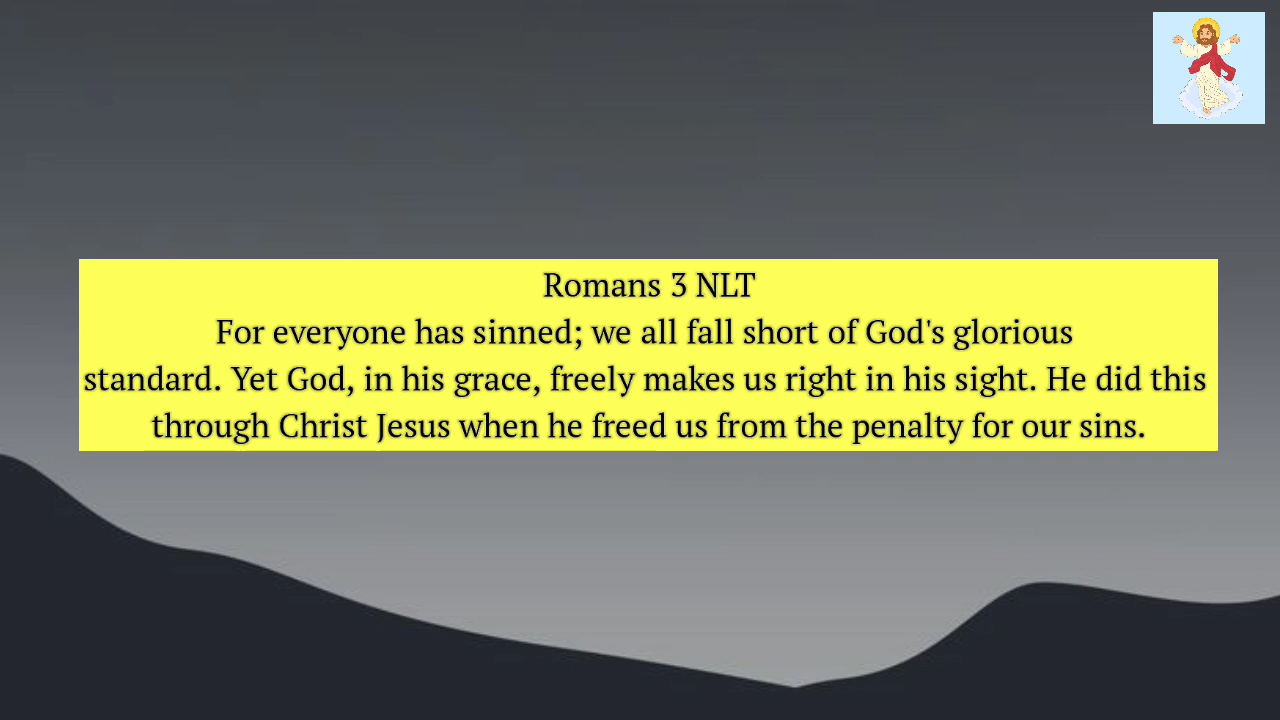 Romans 3 NLT
For everyone has sinned; we all fall short of God's glorious
standard. Yet God, in his grace, freely makes us right in his sight. He did this
through Christ Jesus when he freed us from the penalty for our sins.